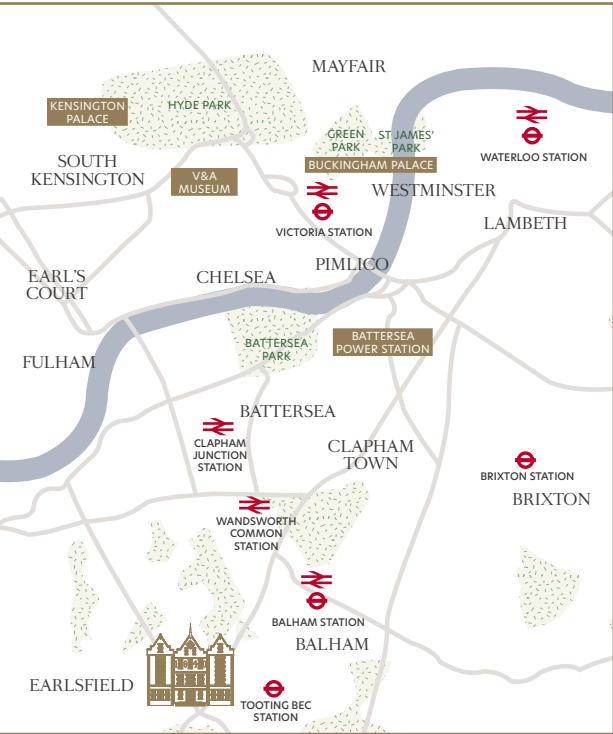 MAYFAIR
KENSINGTON
PALACE
HYDE PARK
GREEN
PARK
ST JAMES'
PARK
WATERLOO STATION
SOUTH
KENSINGTON
V&A
MUSEUM
BUCKINGHAM PALACE
WESTMINSTER
VICTORIA STATION
LAMBETH
PIMLICO
EARL'S
COURT
CHELSEA
FULHAM
BATTERSEA
PARK
BATTERSEA
POWER STATION
BATTERSEA
CLAPHAM
JUNCTION
STATION
CLAPHAM
TOWN
BRIXTON STATION
BRIXTON
WANDSWORTH
COMMON
STATION
BALHAM STATION
BALHAM
EARLSFIELD
TOOTING BEC
STATION